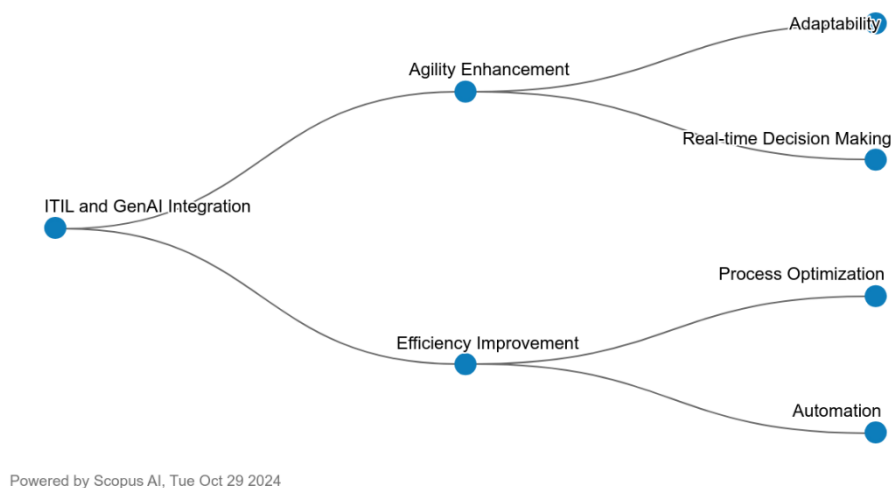 Adaptability
Agility Enhancement
Real-time Decision Making
ITIL and GenAI Integration
Process Optimization
Efficiency Improvement
Automation
Powered by Scopus AI, Tue Oct 29 2024